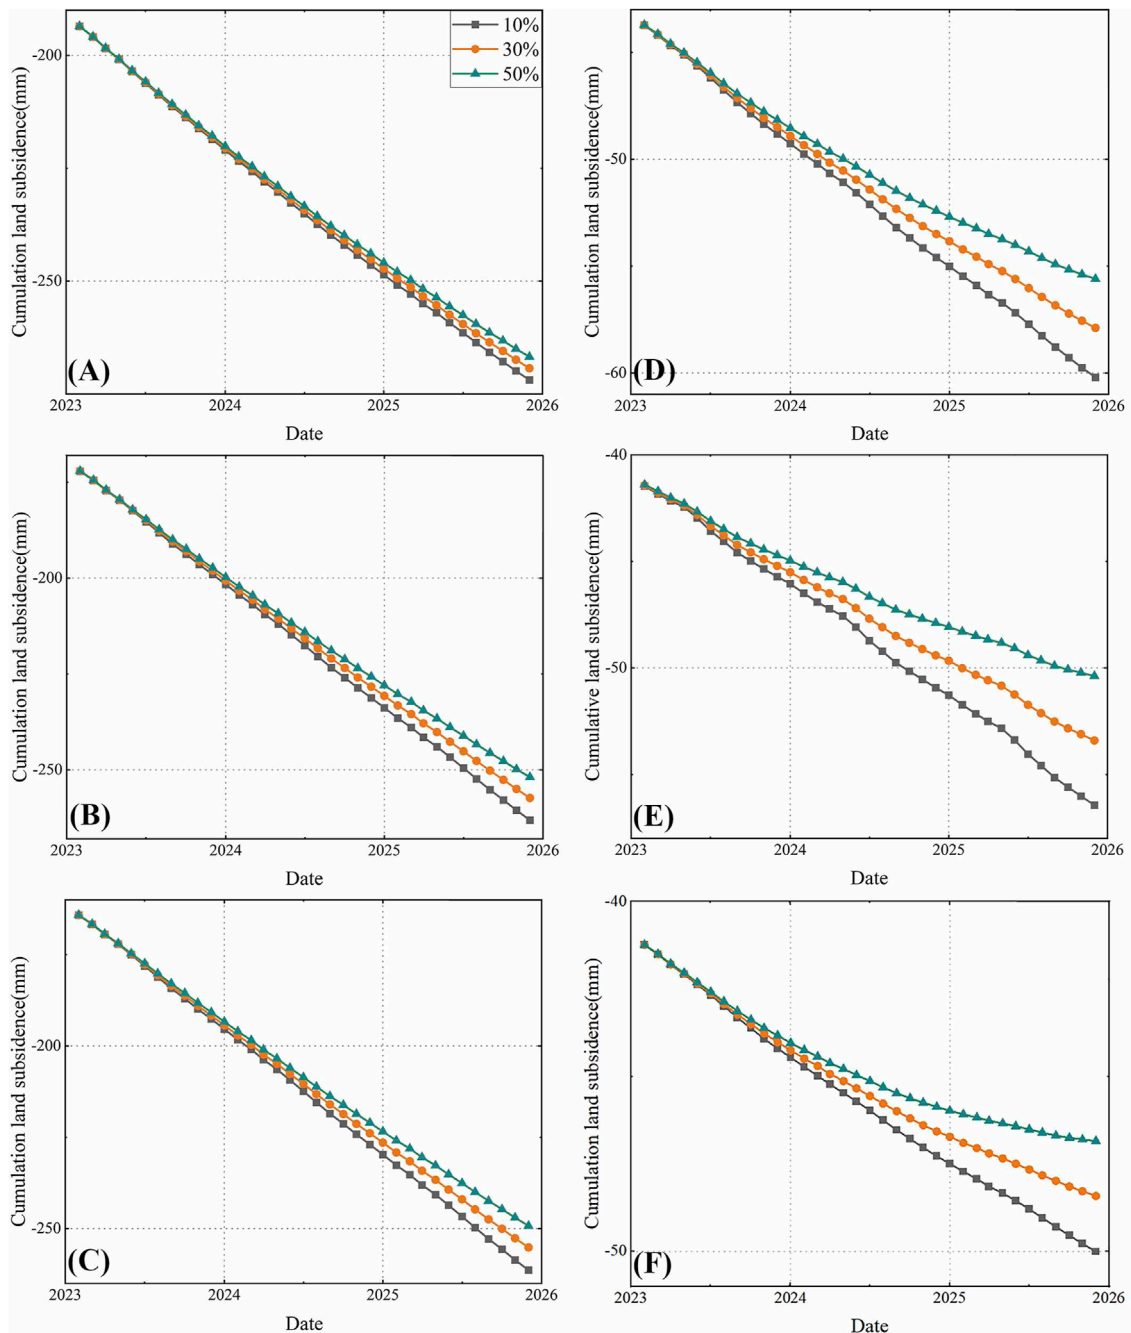 10%
30%
50%
-200
-250
Cumulation land subsidence(mm)
(A)
2023 2024 2025 2026
Date
-50
-60
Cumulation land subsidence(mm)
(D)
2023 2024 2025 2026
Date
-200
-250
Cumulation land subsidence(mm)
(B)
2023 2024 2025 2026
Date
-40
-50
Cumulative land subsidence(mm)
(E)
2023 2024 2025 2026
Date
-200
-250
Cumulation land subsidence(mm)
(C)
2023 2024 2025 2026
Date
-40
-50
Cumulation land subsidence(mm)
(F)
2023 2024 2025 2026
Date